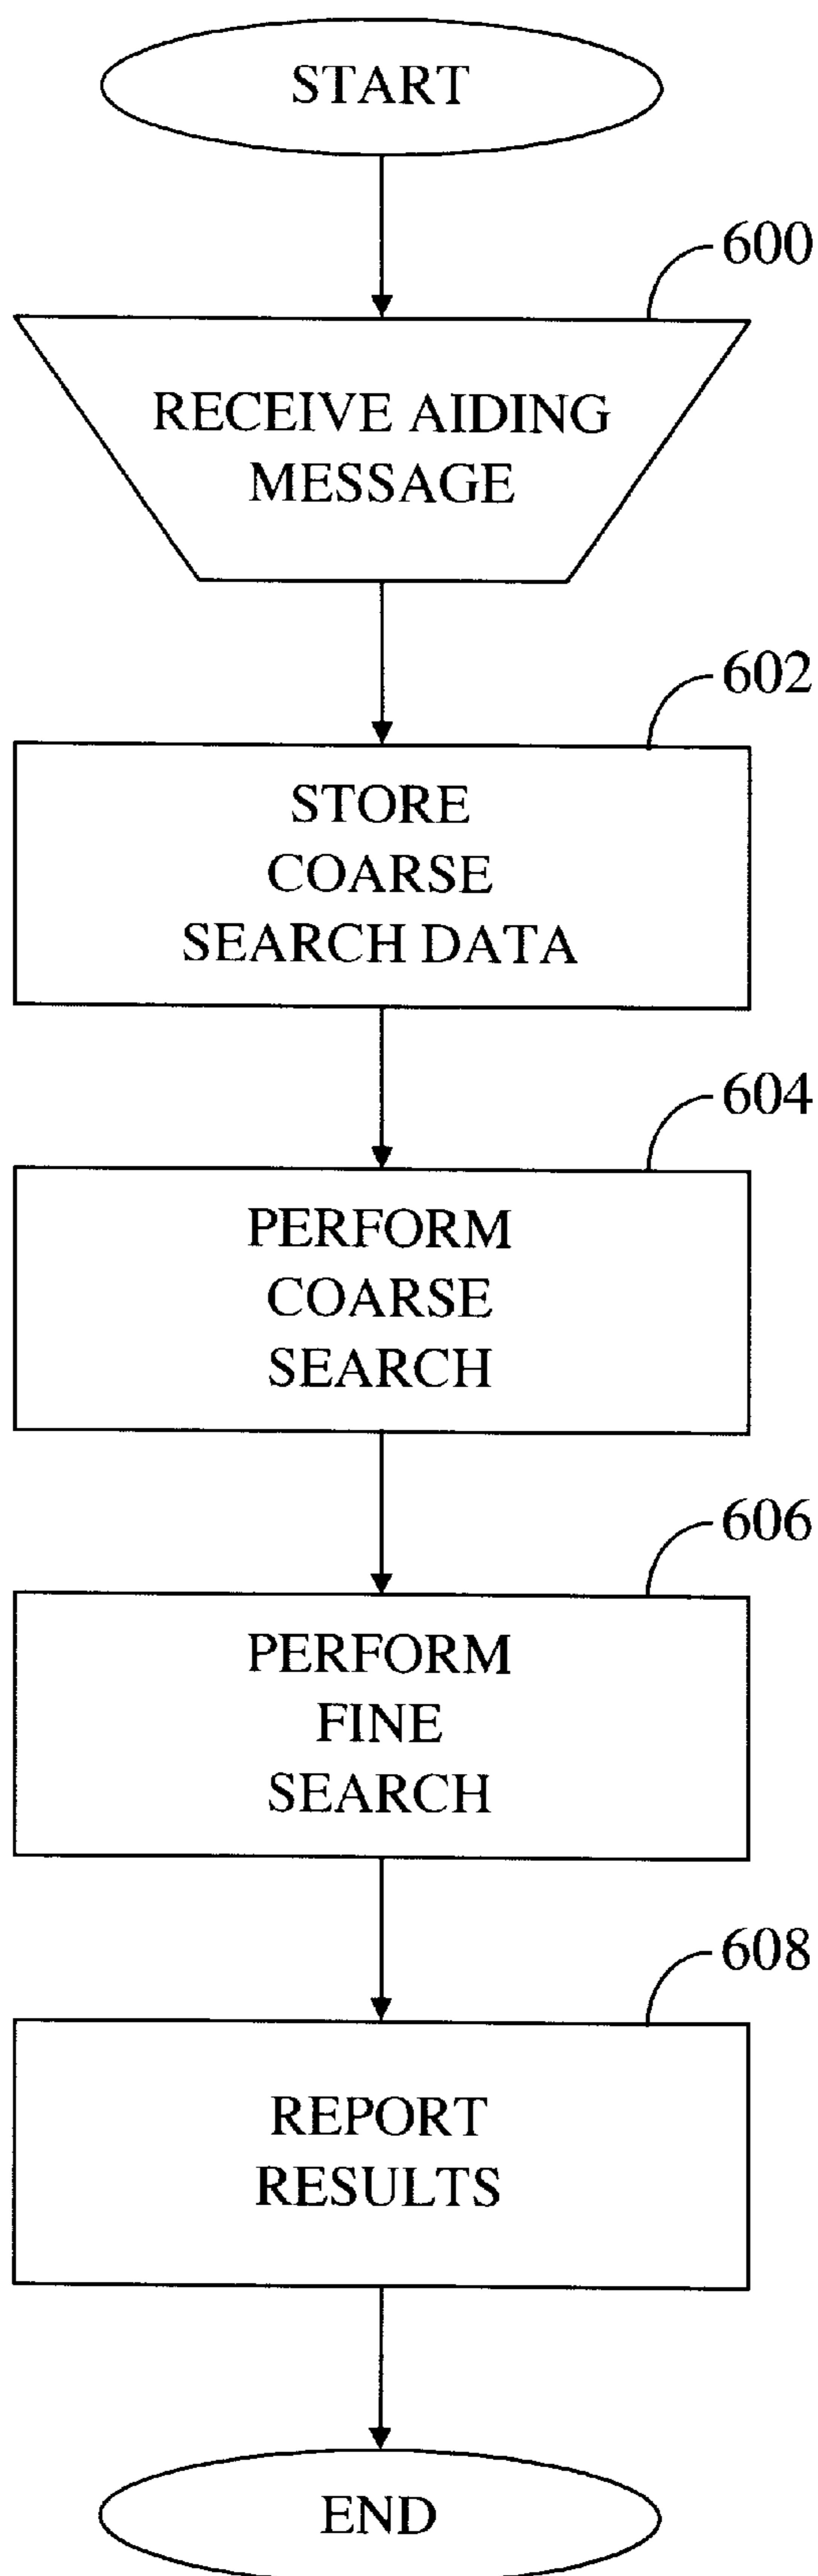 START
600
RECEIVE AIDING
MESSAGE
602
STORE
COARSE
SEARCH DATA
604
PERFORM
COARSE
SEARCH
606
PERFORM
FINE
SEARCH
608
REPORT
RESULTS
END